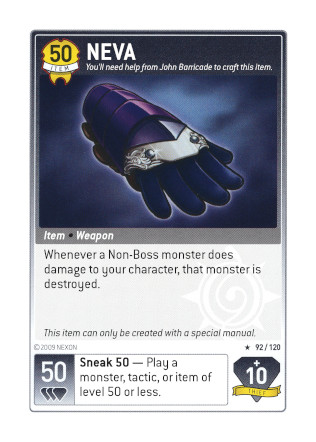 50
ITEM
NEVA
You'll need help from John Barricade to craft this item.
Item • Weapon
Whenever a Non-Boss monster does
damage to your character, that monster is
destroyed.
This item can only be created with a special manual.
©2009 NEXON
★ 92/120
50
Sneak 50 — Play a
monster, tactic, or item of
level 50 or less.
+
10
THIEF